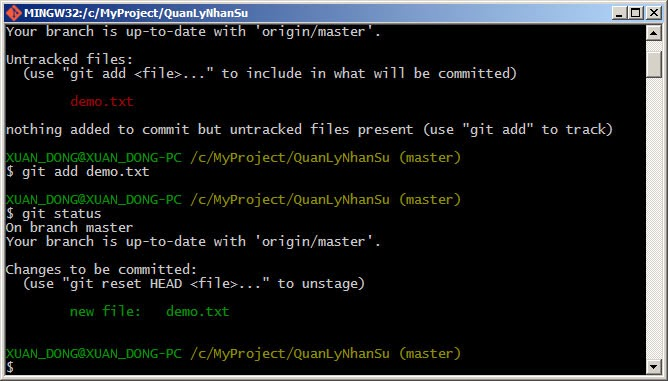 MINGW32:/c/MyProject/QuanLyNhanSu
Your branch is up-to-date with 'origin/master'.
Untracked files:
(use "git add <file>..." to include in what will be committed)
demo.txt
nothing added to commit but untracked files present (use "git add" to track)
XUAN_DONG@XUAN_DONG-PC /c/MyProject/QuanLyNhanSu (master)
$ git add demo.txt
XUAN_DONG@XUAN_DONG-PC /c/MyProject/QuanLyNhanSu (master)
$ git status
On branch master
Your branch is up-to-date with 'origin/master'.
Changes to be committed:
(use "git reset HEAD <file>..." to unstage)
new file:   demo.txt
XUAN_DONG@XUAN_DONG-PC /c/MyProject/QuanLyNhanSu (master)
$